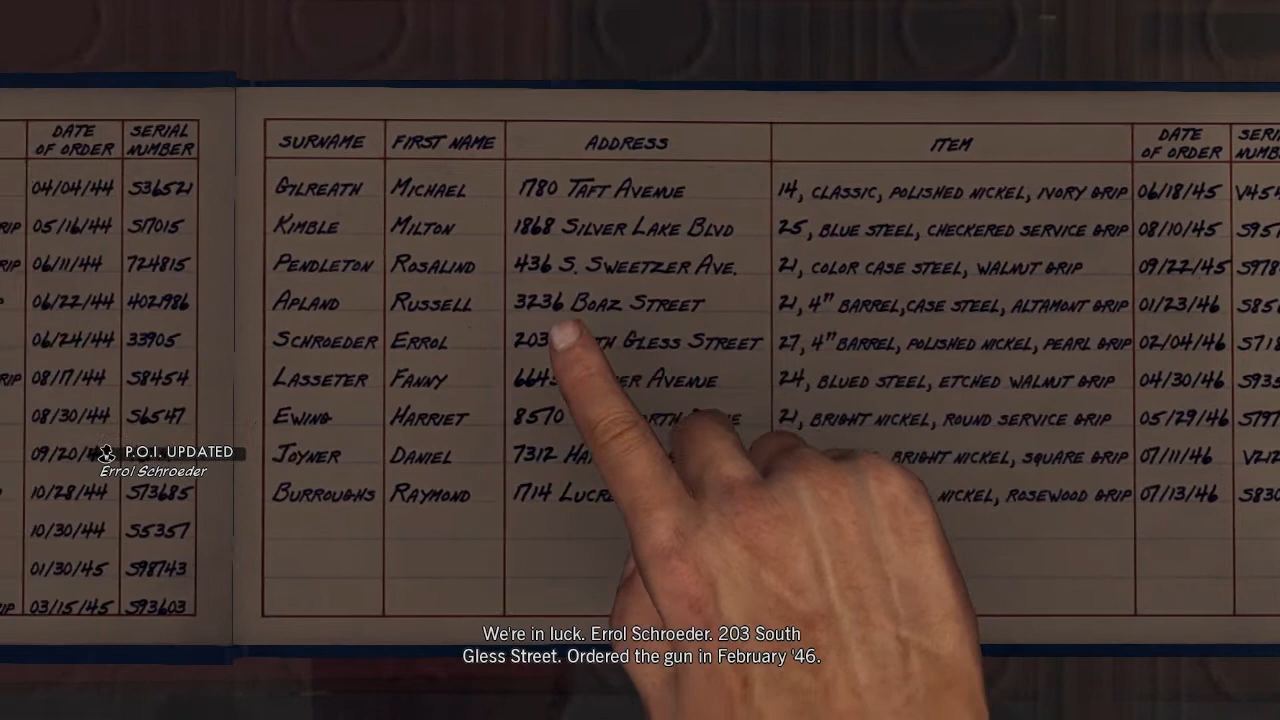 DATE OF ORDER SERIAL NUMBER
04/04/44 S36521
05/16/44 S17015
06/11/44 724815
06/22/44 402986
06/24/44 33905
08/17/44 S8454
08/30/44 S6547
10/28/44 S73685
10/30/44 S5357
01/30/45 S98743
03/15/45 S93603
SURNAME FIRST NAME ADDRESS ITEM DATE OF ORDER
GILREATH MICHAEL 1780 TAFT AVENUE 14, CLASSIC, POLISHED NICKEL, IVORY GRIP 06/18/45
KIMBLE MILTON 1868 SILVER LAKE BLVD 25, BLUE STEEL, CHECKERED SERVICE GRIP 08/10/45
PENDLETON ROSALIND 436 S. SWEETZER AVE. 21, COLOR CASE STEEL, WALNUT GRIP 09/22/45
APLAND RUSSELL 3236 BOAZ STREET 21, 4" BARREL,CASE STEEL, ALTAMONT GRIP 01/23/46
SCHROEDER ERROL 203 GLESS STREET 27, 4" BARREL, POLISHED NICKEL, PEARL GRIP 02/04/46
LASSETER FANNY AVENUE 24, BLUED STEEL, ETCHED WALNUT GRIP 04/30/46
EWING HARRIET 8570 21, BRIGHT NICKEL, ROUND SERVICE GRIP 05/29/46
JOYNER DANIEL 7312 BRIGHT NICKEL, SQUARE GRIP 07/11/46
BURROUGHS RAYMOND 1714 NICKEL, ROSEWOOD GRIP 07/13/46
P.O.I. UPDATED
Errol Schroeder
We're in luck. Errol Schroeder. 203 South
Gless Street. Ordered the gun in February '46.